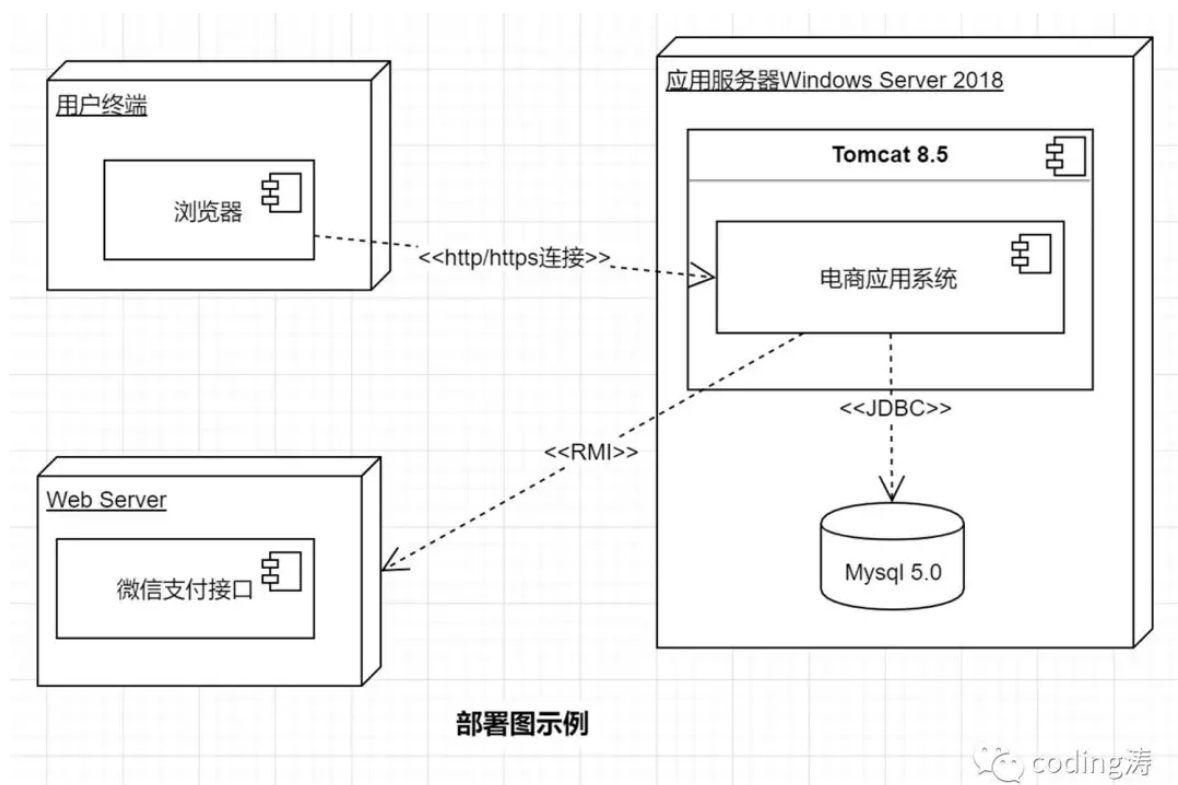 用户终端
浏览器
<<http/https连接>>
应用服务器Windows Server 2018
Tomcat 8.5
电商应用系统
<<JDBC>>
<<RMI>>
Mysql 5.0
Web Server
微信支付接口
部署图示例
coding涛